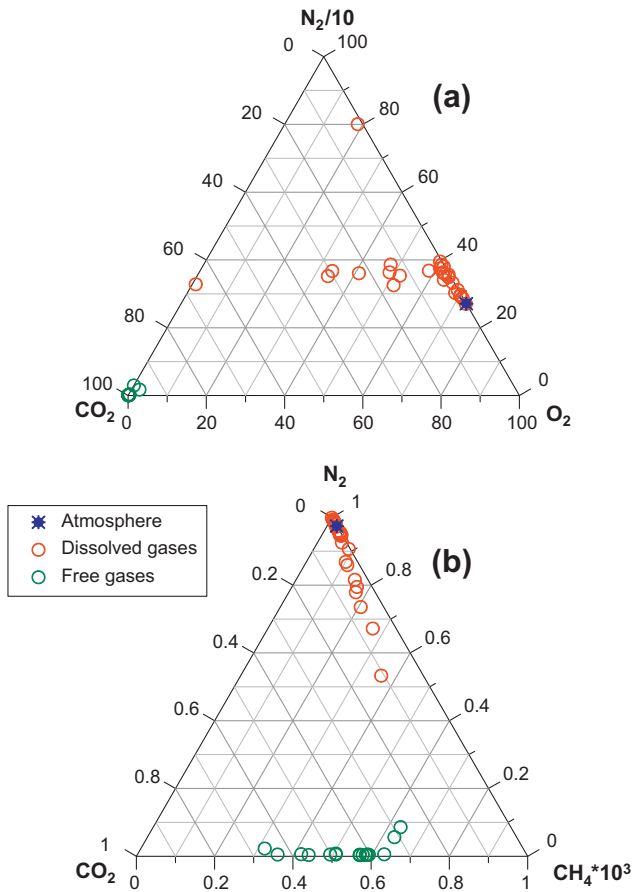 N₂/10
0 100
(a)
20 80
40 60
60 40
80 20
100 0
CO₂ O₂
0 20 40 60 80 100
N₂
0 1
Atmosphere
Dissolved gases
Free gases
(b)
0.2 0.8
0.4 0.6
0.6 0.4
0.8 0.2
1 0
CO₂ CH₄*10³
0 0.2 0.4 0.6 0.8 1